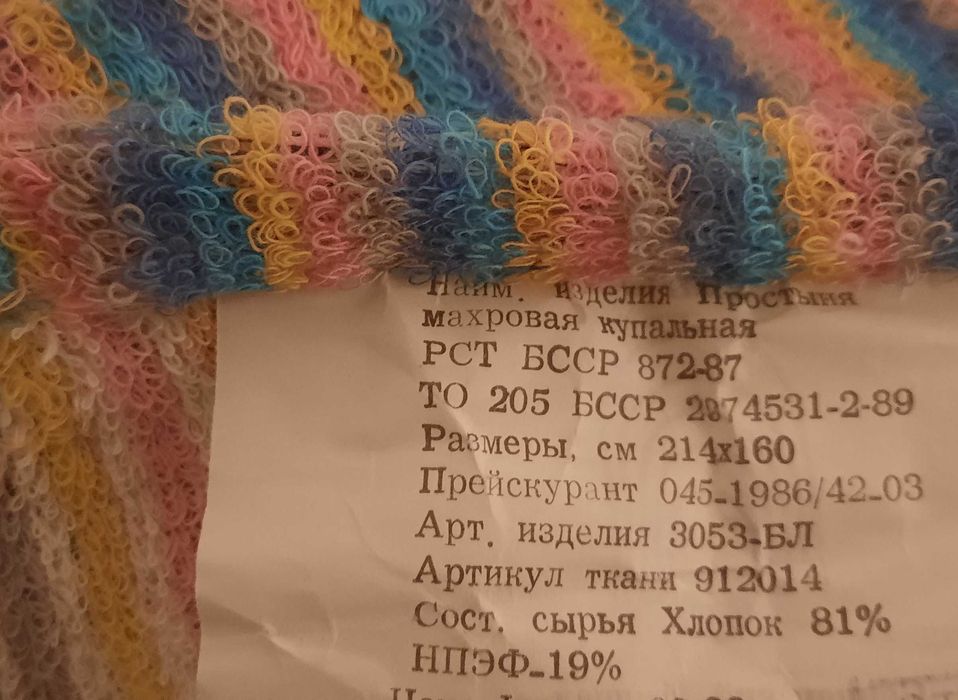 Наим. изделия Простыня
махровая купальная
РСТ БССР 872-87
ТО 205 БССР 2874531-2-89
Размеры, см 214х160
Прейскурант 045-1986/42-03
Арт. изделия 3053-БЛ
Артикул ткани 912014
Сост. сырья Хлопок 81%
НПЭФ-19%